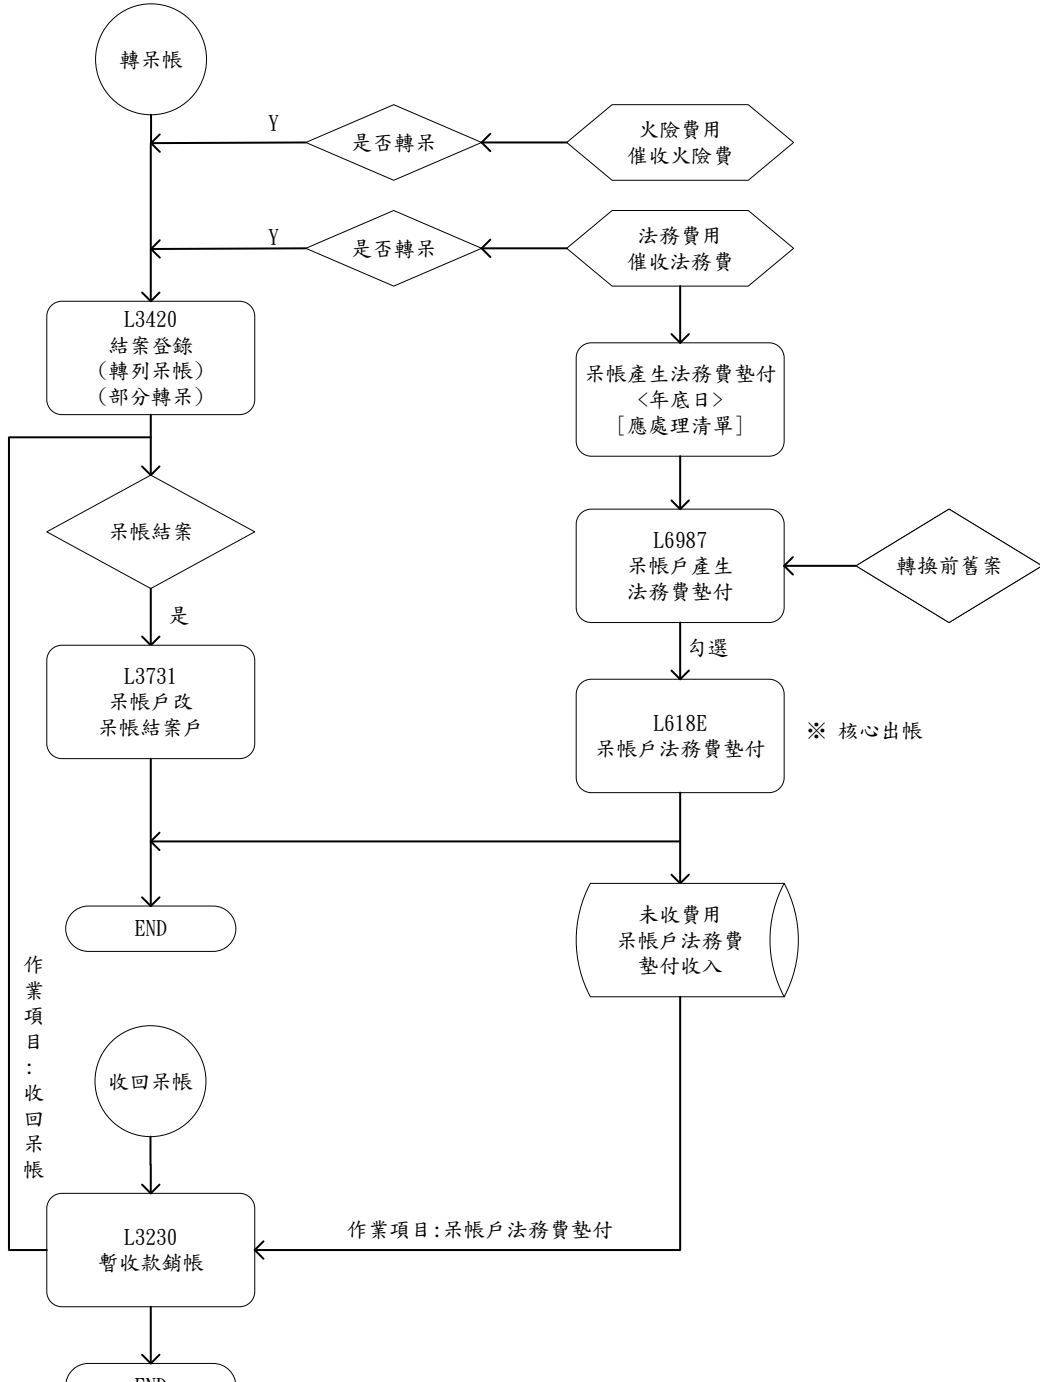 轉呆帳
Y
是否轉呆
火險費用
催收火險費
Y
是否轉呆
法務費用
催收法務費
L3420
結案登錄
(轉列呆帳)
(部分轉呆)
呆帳產生法務費墊付
<年底日>
[應處理清單]
呆帳結案
L6987
呆帳戶產生
法務費墊付
轉換前舊案
是
勾選
L3731
呆帳戶改
呆帳結案戶
L618E
呆帳戶法務費墊付
※ 核心出帳
END
未收費用
呆帳戶法務費
墊付收入
作業項目:收回呆帳
收回呆帳
作業項目:呆帳戶法務費墊付
L3230
暫收款銷帳
END